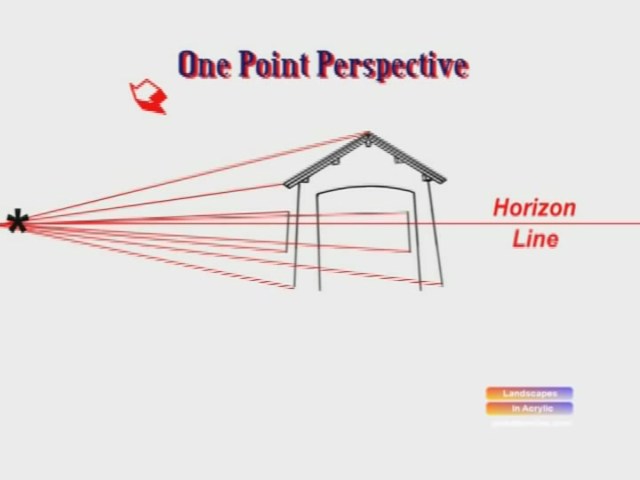 One Point Perspective
Horizon
Line
Landscapes
In Acrylic